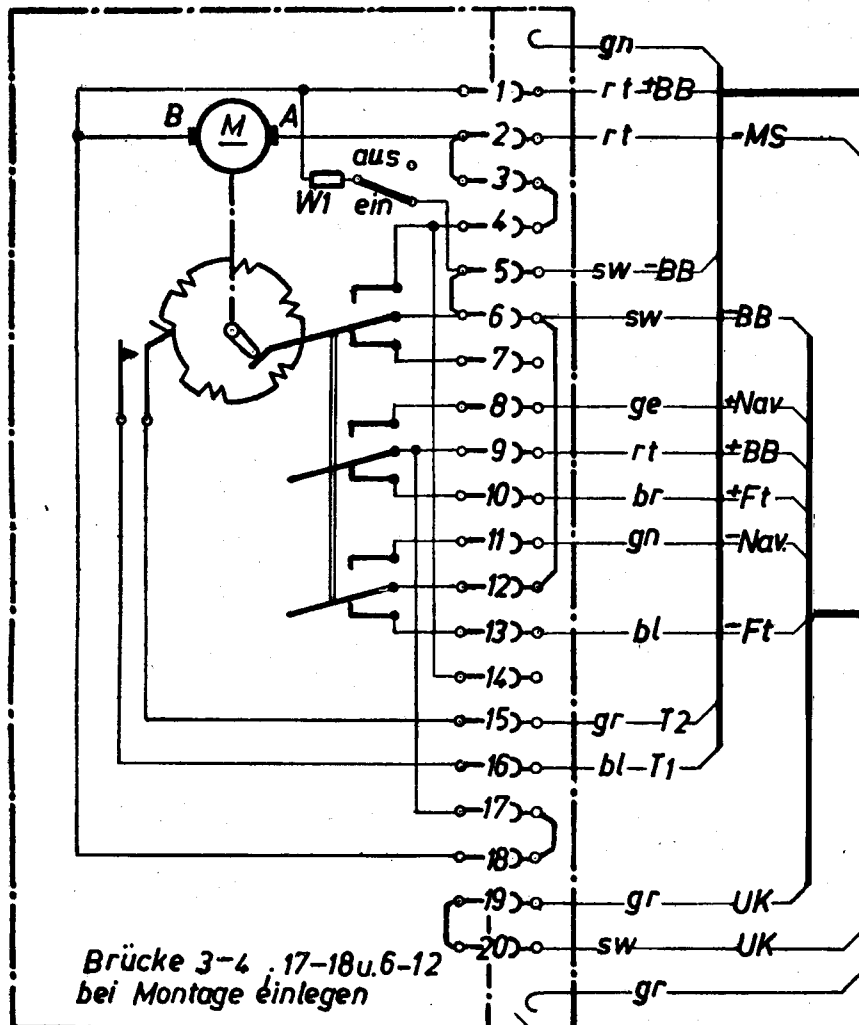 gn
1 rt ±BB
B M A 2 rt -MS
aus
3
W1 ein
4
5 sw -BB
6 sw -BB
7
8 ge ±Nav
9 rt ±BB
10 br ±Ft
11 gn -Nav.
12
13 bl -Ft
14
15 gr T2
16 bl T1
17
18
19 gr UK
20 sw UK
Brücke 3-4 , 17-18 u. 6-12
bei Montage einlegen
gr